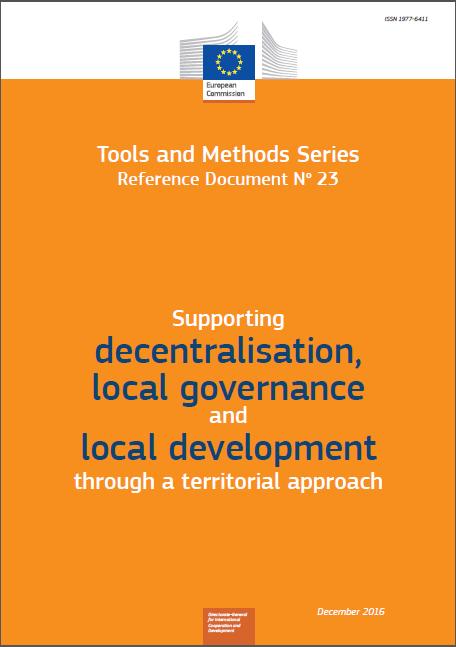 ISSN 1977-6411
European
Commission
Tools and Methods Series
Reference Document N° 23
Supporting
decentralisation,
local governance
and
local development
through a territorial approach
December 2016
Directorate-General
for International
Cooperation and
Development